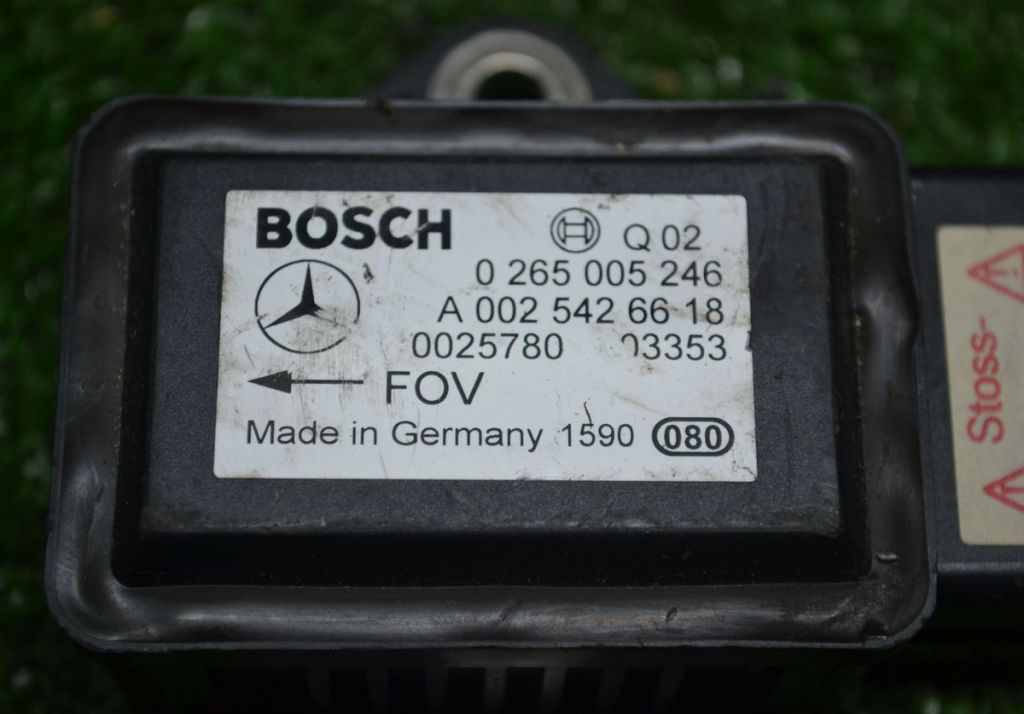 BOSCH
Q 02
0 265 005 246
A 002 542 66 18
0025780 03353
FOV
Made in Germany 1590 080
Stoss-